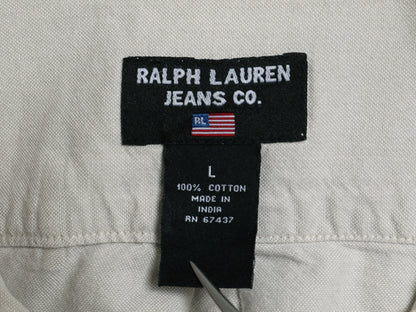 RALPH LAUREN
JEANS CO.
RL
L
100% COTTON
MADE IN
INDIA
RN 67437